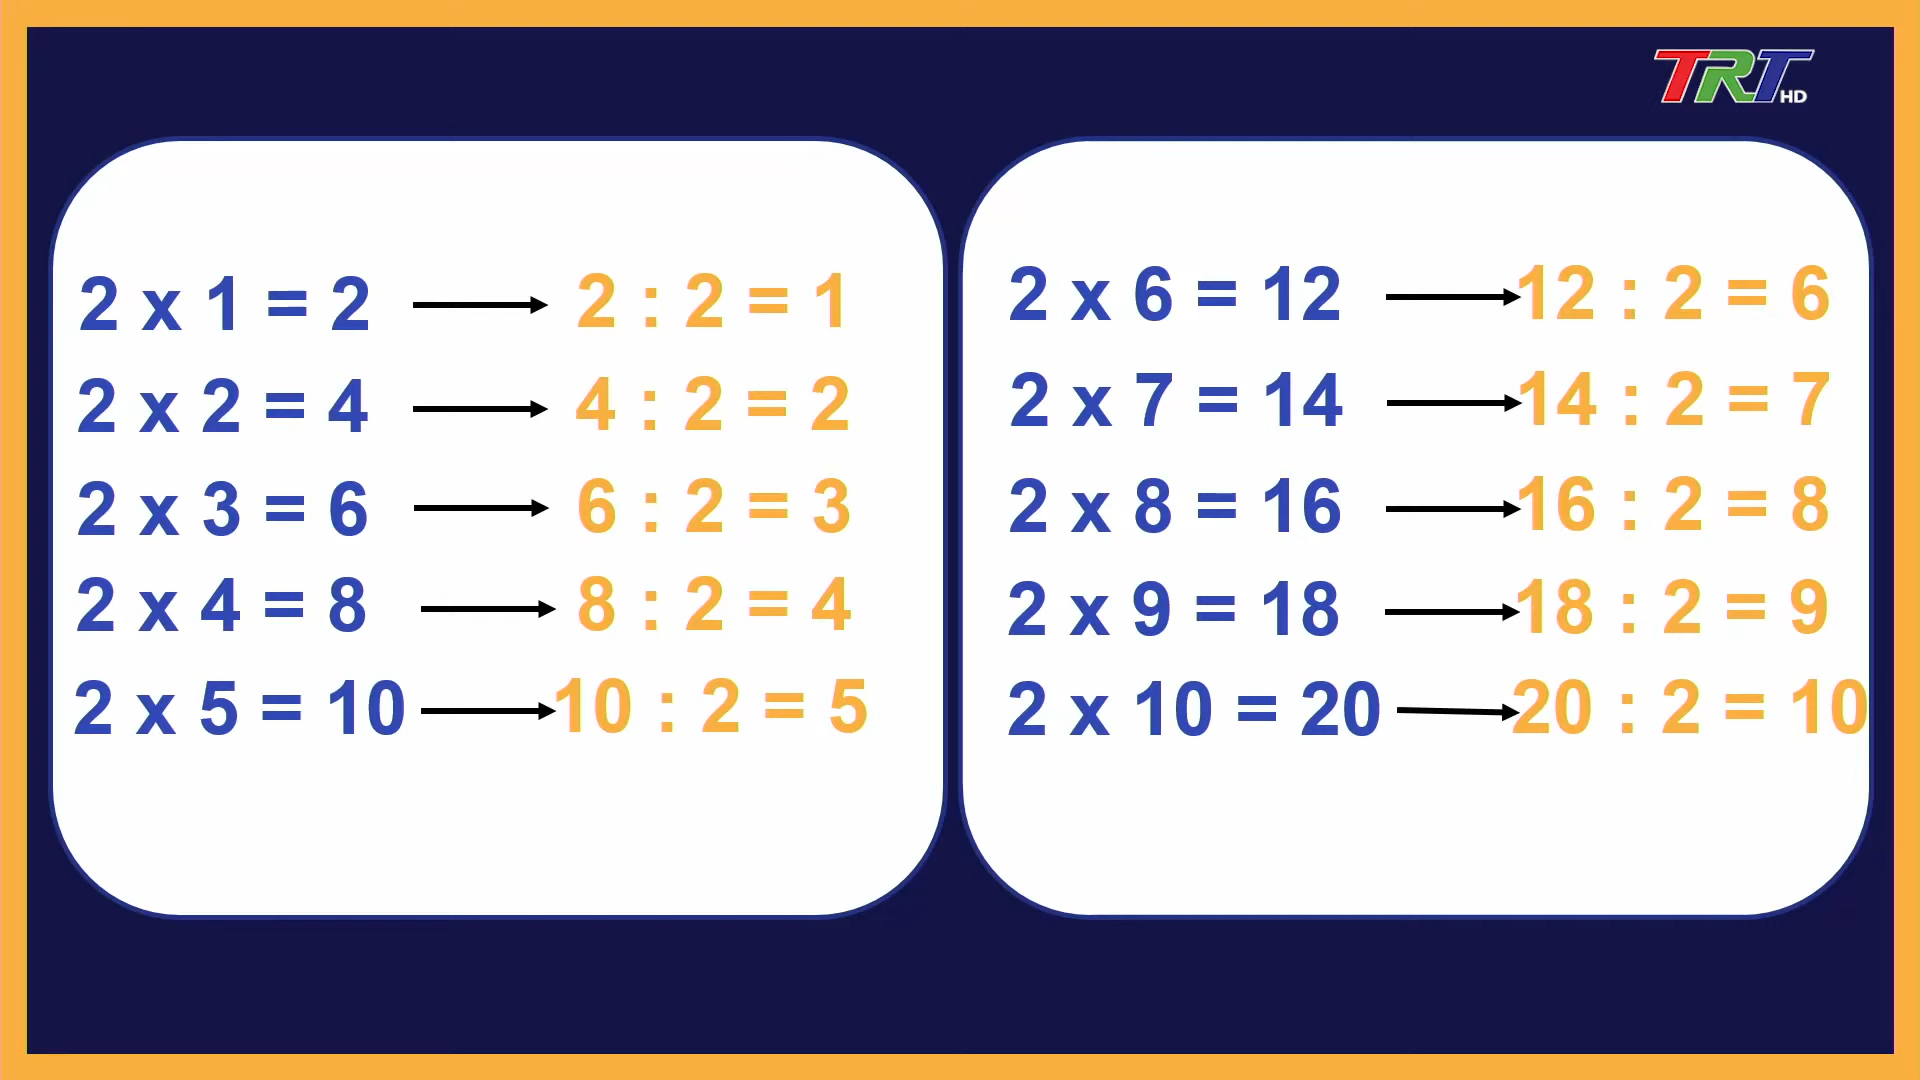 TRT HD
2 x 1 = 2 → 2 : 2 = 1
2 x 2 = 4 → 4 : 2 = 2
2 x 3 = 6 → 6 : 2 = 3
2 x 4 = 8 → 8 : 2 = 4
2 x 5 = 10 → 10 : 2 = 5
2 x 6 = 12 → 12 : 2 = 6
2 x 7 = 14 → 14 : 2 = 7
2 x 8 = 16 → 16 : 2 = 8
2 x 9 = 18 → 18 : 2 = 9
2 x 10 = 20 → 20 : 2 = 10